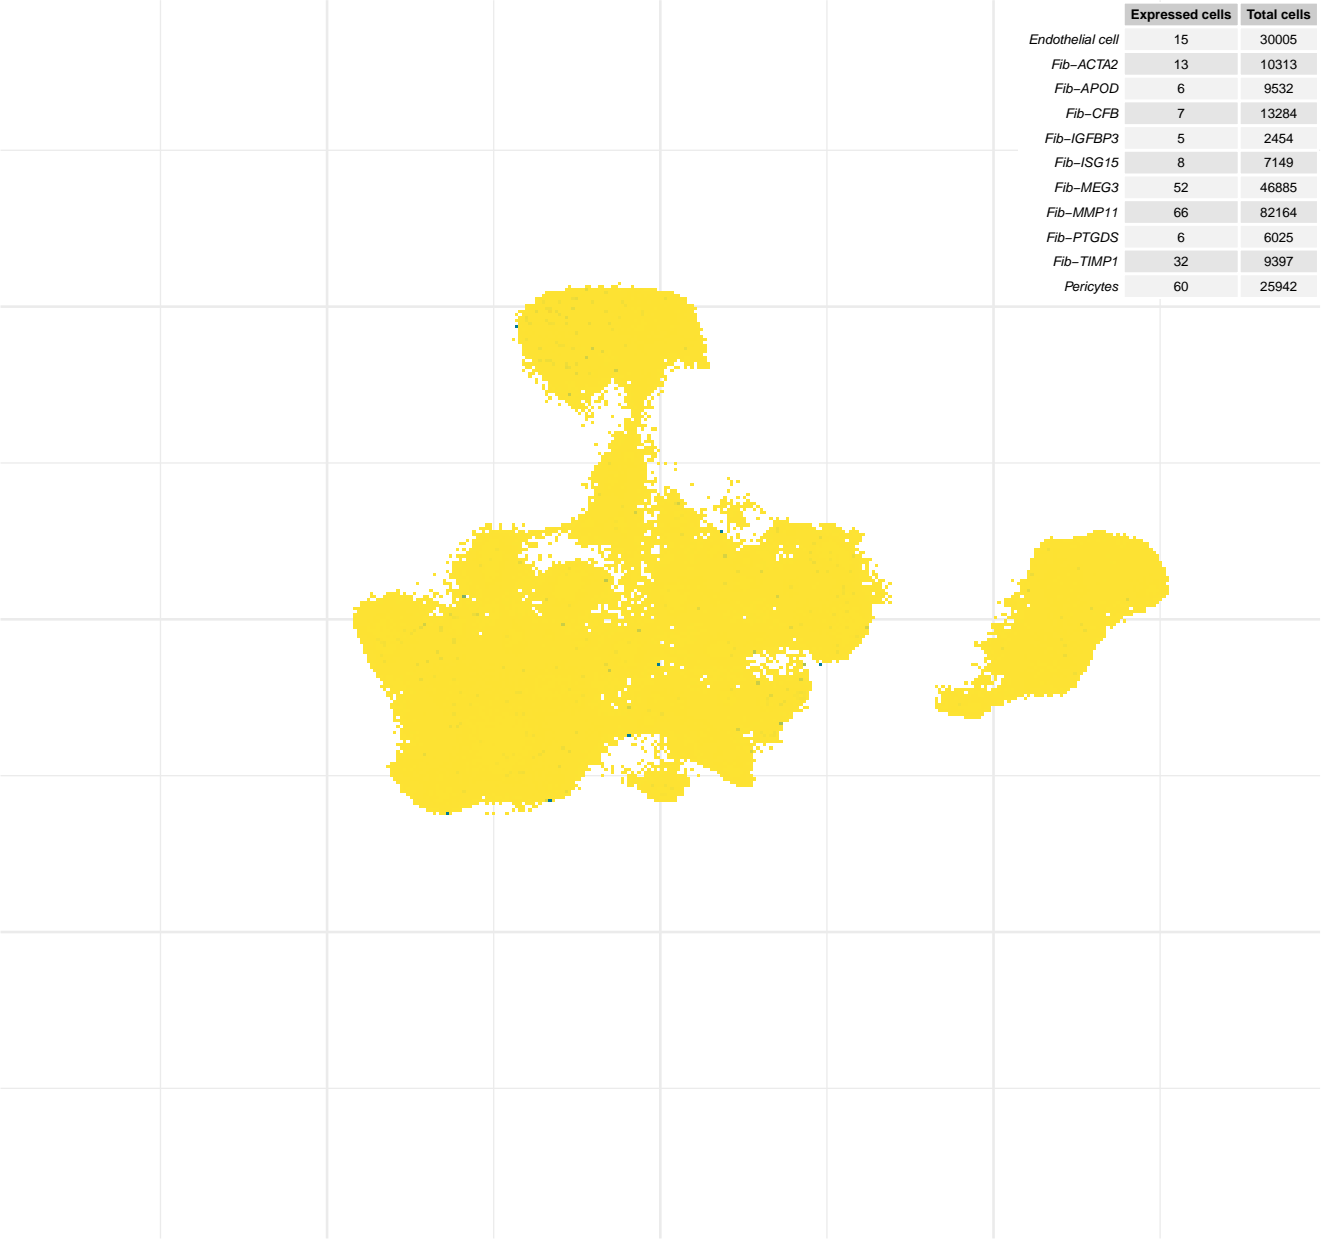 Expressed cells Total cells
Endothelial cell 15 30005
Fib−ACTA2 13 10313
Fib−APOD 6 9532
Fib−CFB 7 13284
Fib−IGFBP3 5 2454
Fib−ISG15 8 7149
Fib−MEG3 52 46885
Fib−MMP11 66 82164
Fib−PTGDS 6 6025
Fib−TIMP1 32 9397
Pericytes 60 25942